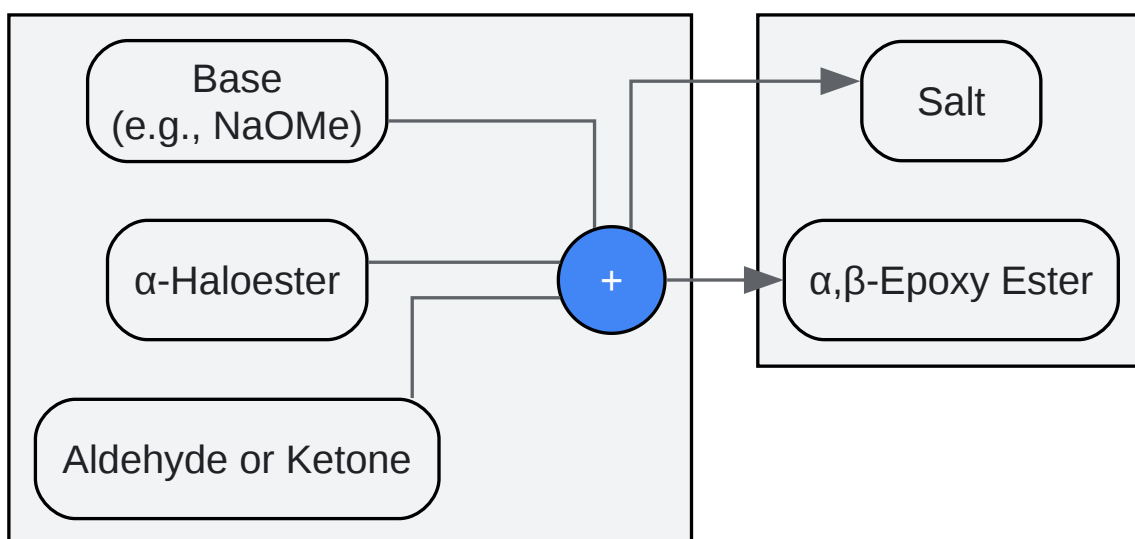 Base
(e.g., NaOMe)
Salt
α-Haloester
+
α,β-Epoxy Ester
Aldehyde or Ketone